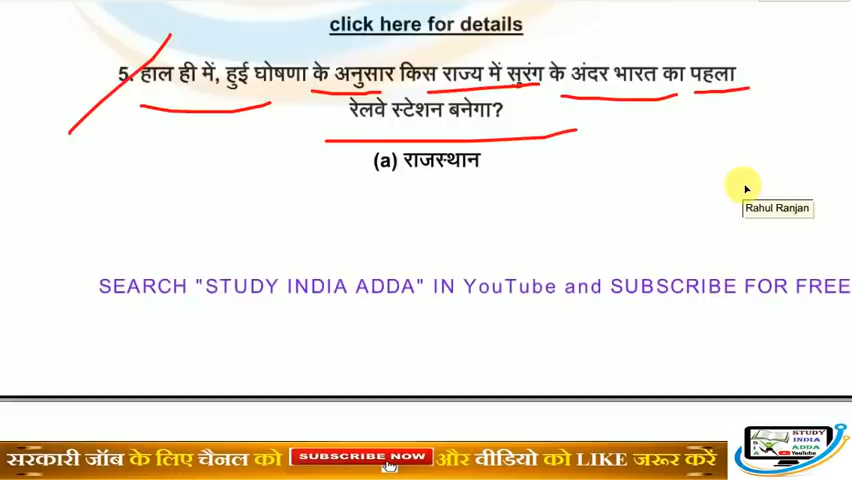 click here for details
5. हाल ही में, हुई घोषणा के अनुसार किस राज्य में सुरंग के अंदर भारत का पहला
रेलवे स्टेशन बनेगा?
(a) राजस्थान
Rahul Ranjan
SEARCH "STUDY INDIA ADDA" IN YouTube and SUBSCRIBE FOR FREE
सरकारी जॉब के लिए चैनल को SUBSCRIBE NOW और वीडियो को LIKE जरूर करें
STUDY
INDIA
ADDA
YouTube